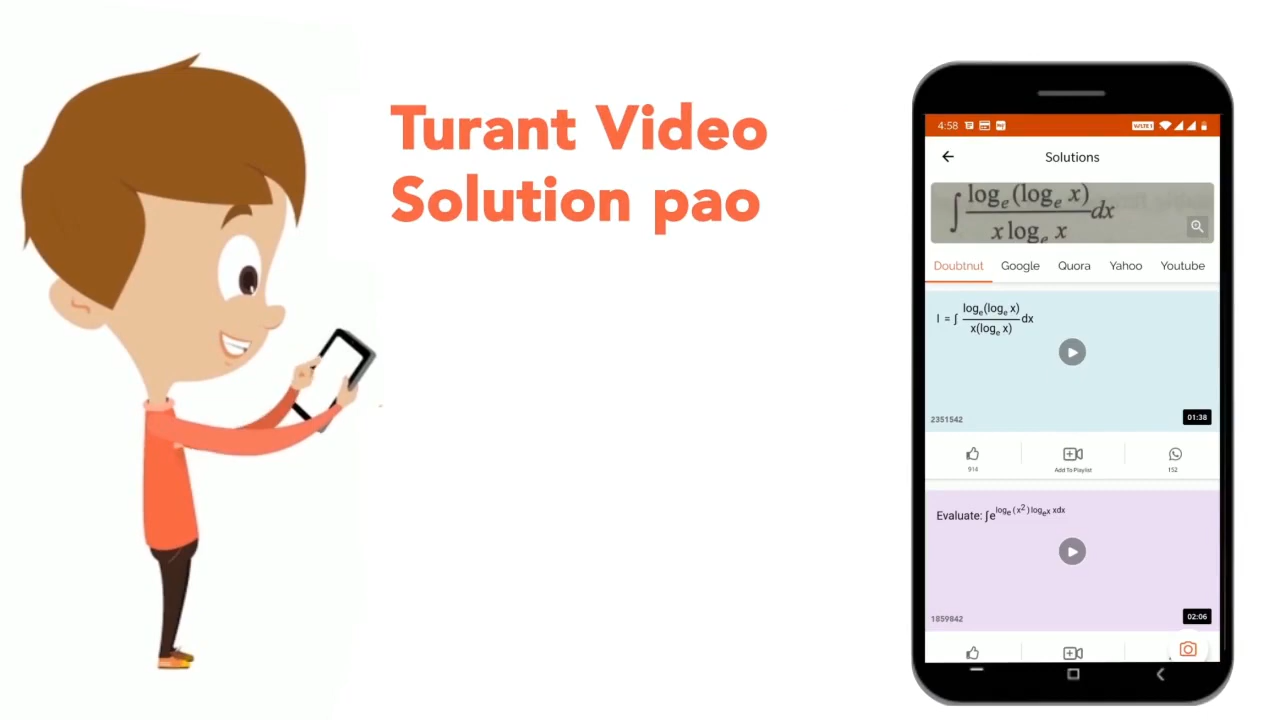 Turant Video
Solution pao
4:58
VoLTE1
Solutions
∫ logₑ(logₑ x) / x logₑ x dx
Doubtnut Google Quora Yahoo Youtube
I = ∫ logₑ(logₑ x) / x(logₑ x) dx
2351542 01:38
914 Add To Playlist 152
Evaluate: ∫e^logₑ(x²)logₑx xdx
1859842 02:06